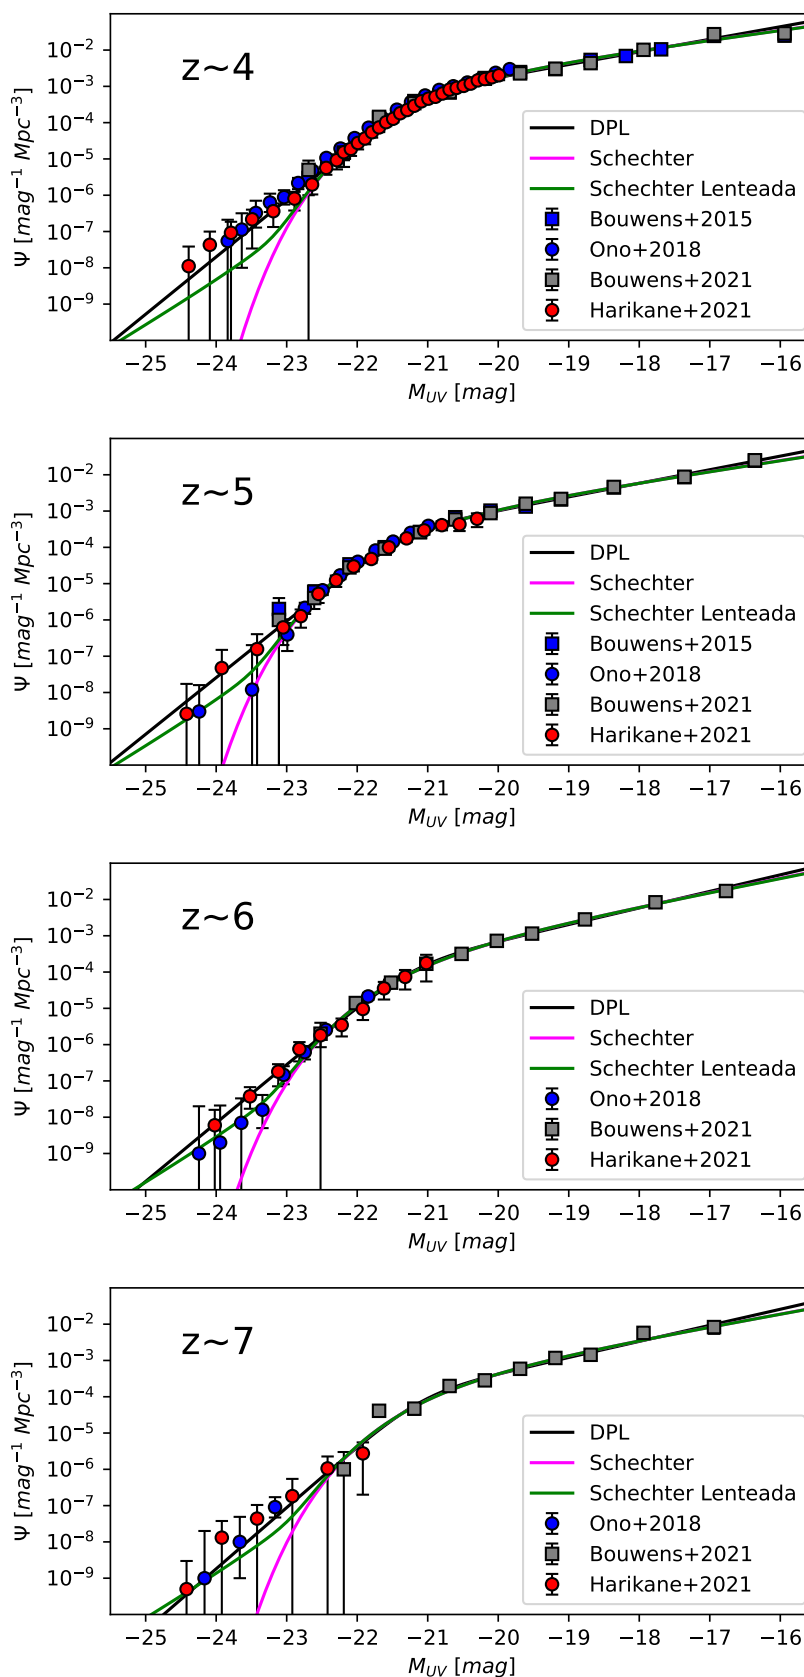 z~4
10⁻²
10⁻³
10⁻⁴
10⁻⁵
10⁻⁶
10⁻⁷
10⁻⁸
10⁻⁹
Ψ [mag⁻¹ Mpc⁻³]
DPL
Schechter
Schechter Lenteada
Bouwens+2015
Ono+2018
Bouwens+2021
Harikane+2021
−25 −24 −23 −22 −21 −20 −19 −18 −17 −16
M_UV [mag]
z~5
10⁻²
10⁻³
10⁻⁴
10⁻⁵
10⁻⁶
10⁻⁷
10⁻⁸
10⁻⁹
Ψ [mag⁻¹ Mpc⁻³]
DPL
Schechter
Schechter Lenteada
Bouwens+2015
Ono+2018
Bouwens+2021
Harikane+2021
−25 −24 −23 −22 −21 −20 −19 −18 −17 −16
M_UV [mag]
z~6
10⁻²
10⁻³
10⁻⁴
10⁻⁵
10⁻⁶
10⁻⁷
10⁻⁸
10⁻⁹
Ψ [mag⁻¹ Mpc⁻³]
DPL
Schechter
Schechter Lenteada
Ono+2018
Bouwens+2021
Harikane+2021
−25 −24 −23 −22 −21 −20 −19 −18 −17 −16
M_UV [mag]
z~7
10⁻²
10⁻³
10⁻⁴
10⁻⁵
10⁻⁶
10⁻⁷
10⁻⁸
10⁻⁹
Ψ [mag⁻¹ Mpc⁻³]
DPL
Schechter
Schechter Lenteada
Ono+2018
Bouwens+2021
Harikane+2021
−25 −24 −23 −22 −21 −20 −19 −18 −17 −16
M_UV [mag]